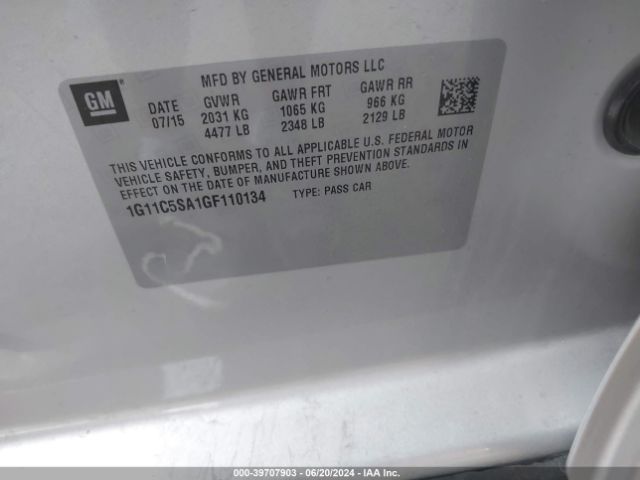 MFD BY GENERAL MOTORS LLC
GM
DATE GVWR GAWR FRT GAWR RR
07/15 2031 KG 1065 KG 966 KG
4477 LB 2348 LB 2129 LB
THIS VEHICLE CONFORMS TO ALL APPLICABLE U.S. FEDERAL MOTOR
VEHICLE SAFETY, BUMPER, AND THEFT PREVENTION STANDARDS IN
EFFECT ON THE DATE OF MANUFACTURE SHOWN ABOVE.
1G11C5SA1GF110134 TYPE: PASS CAR
000-39707903 - 06/20/2024 - IAA Inc.